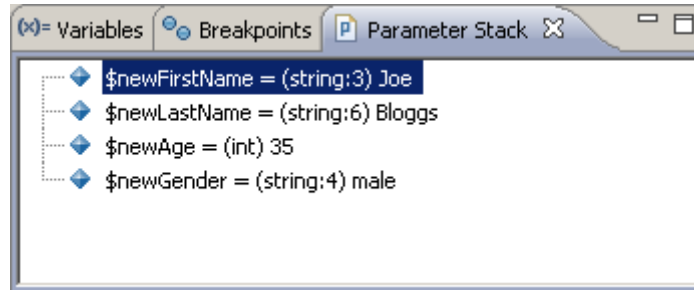 (x)= Variables Breakpoints P Parameter Stack
$newFirstName = (string:3) Joe
$newLastName = (string:6) Bloggs
$newAge = (int) 35
$newGender = (string:4) male